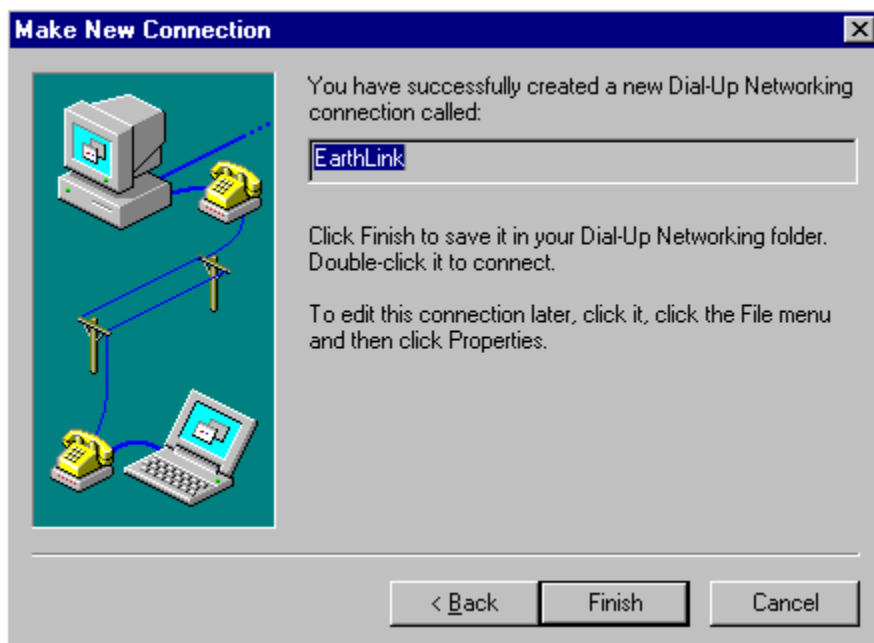 Make New Connection
You have successfully created a new Dial-Up Networking
connection called:
EarthLink
Click Finish to save it in your Dial-Up Networking folder.
Double-click it to connect.
To edit this connection later, click it, click the File menu
and then click Properties.
< Back
Finish
Cancel